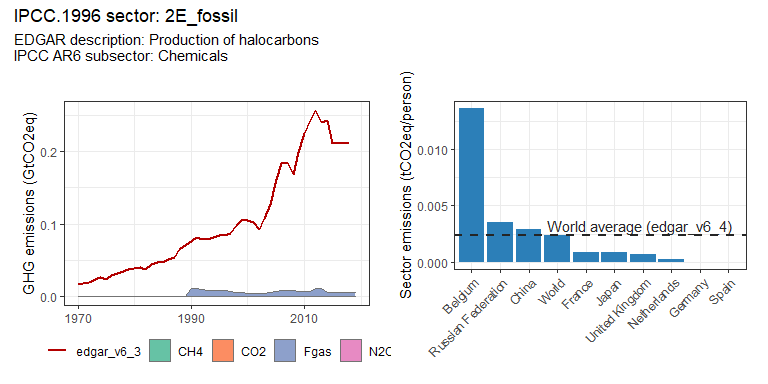 IPCC.1996 sector: 2E_fossil
EDGAR description: Production of halocarbons
IPCC AR6 subsector: Chemicals
GHG emissions (GtCO2eq)
0.2
0.1
0.0
1970
1990
2010
edgar_v6_3
CH4
CO2
Fgas
N2O
Sector emissions (tCO2eq/person)
0.010
0.005
0.000
World average (edgar_v6_4)
Belgium
Russian Federation
China
World
France
Japan
United Kingdom
Netherlands
Germany
Spain